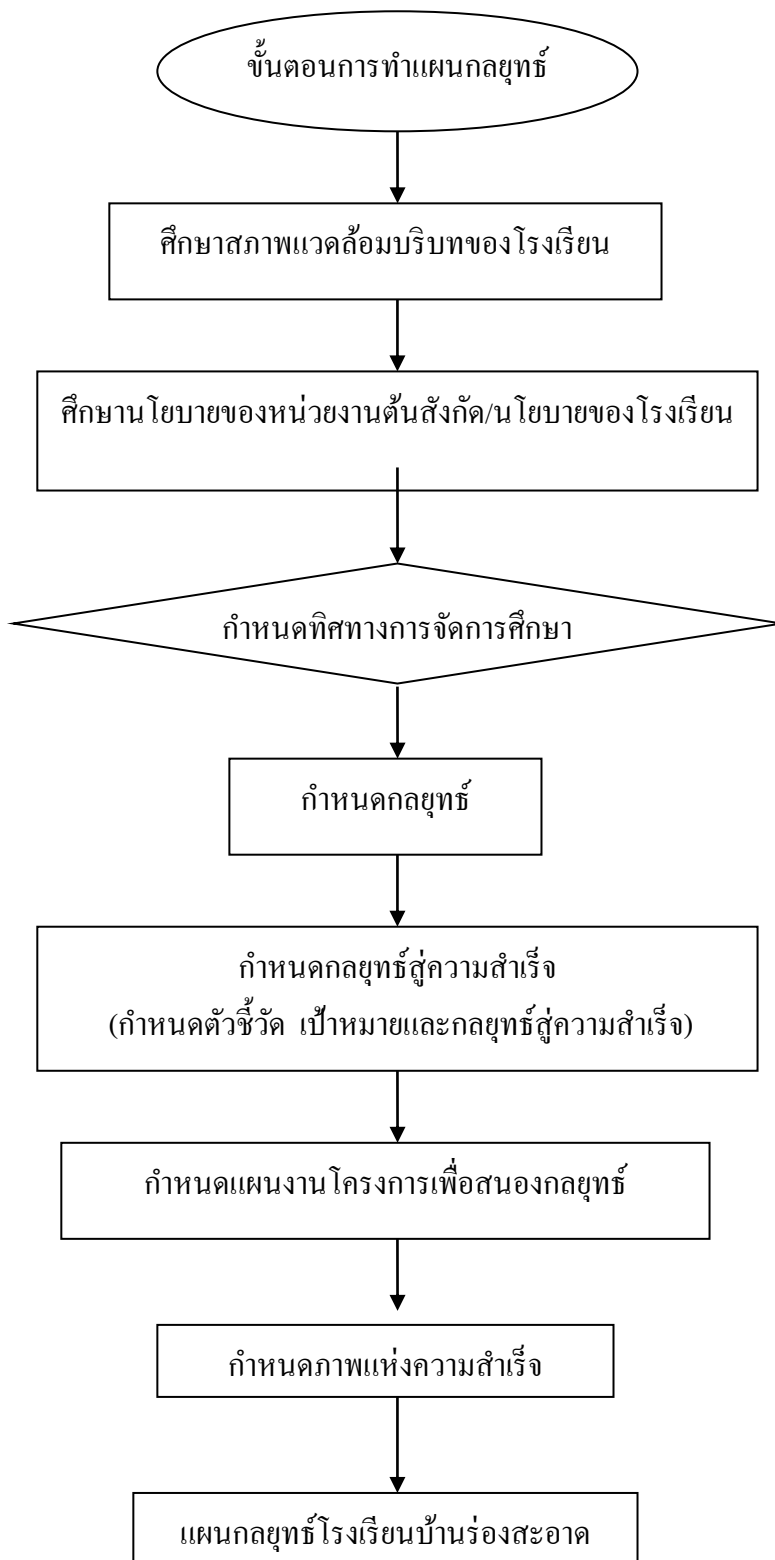 ขั้นตอนการทำแผนกลยุทธ์
ศึกษาสภาพแวดล้อมบริบทของโรงเรียน
ศึกษานโยบายของหน่วยงานต้นสังกัด/นโยบายของโรงเรียน
กำหนดทิศทางการจัดการศึกษา
กำหนดกลยุทธ์
กำหนดกลยุทธ์สู่ความสำเร็จ
(กำหนดตัวชี้วัด เป้าหมายและกลยุทธ์สู่ความสำเร็จ)
กำหนดแผนงานโครงการเพื่อสนองกลยุทธ์
กำหนดภาพแห่งความสำเร็จ
แผนกลยุทธ์โรงเรียนบ้านร่องสะอาด